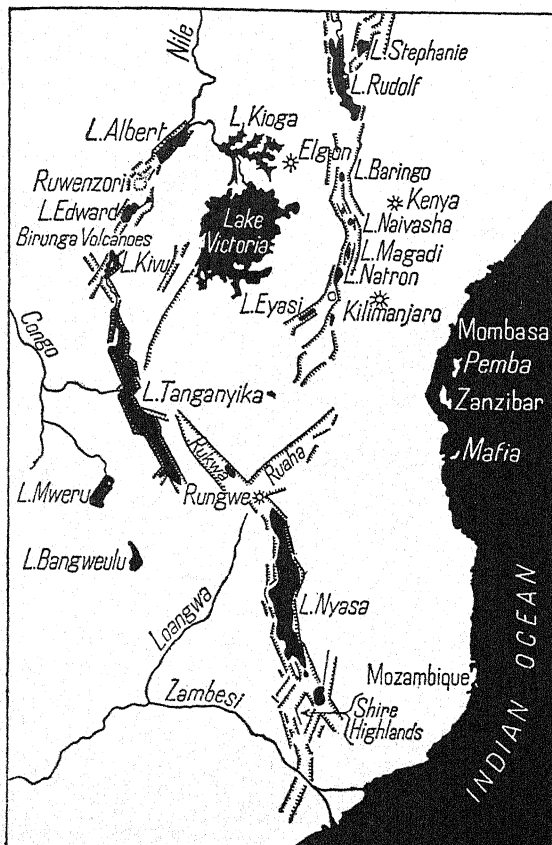 Nile
L. Stephanie
L. Rudolf
L. Kioga
L. Albert
Elgon
L. Baringo
Ruwenzori
Kenya
L. Edward
Lake
Victoria
L. Naivasha
Birunga Volcanoes
L. Kivu
L. Magadi
L. Natron
L. Eyasi
Kilimanjaro
Congo
Mombasa
Pemba
L. Tanganyika
Zanzibar
Rukwa
Ruaha
Mafia
L. Mweru
Rungwe
L. Bangweulu
Loangwa
L. Nyasa
Mozambique
Zambesi
Shire
Highlands
INDIAN OCEAN